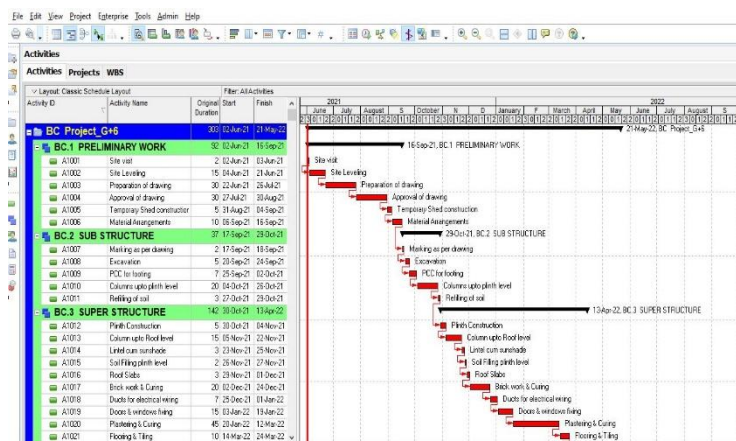 File Edit View Project Enterprise Tools Admin Help
Activities
Activities Projects WBS
Layout: Classic Schedule Layout Filter: All Activities
Activity ID Activity Name Original Duration Start Finish 2021 2022
June July August S October N D January F March April May June July August S
BC Project_G+6 303 02-Jun-21 21-May-22 21-May-22, BC Project_G+6
BC.1 PRELIMINARY WORK 92 02-Jun-21 16-Sep-21 16-Sep-21, BC.1 PRELIMINARY WORK
A1001 Site visit 2 02-Jun-21 03-Jun-21 Site visit
A1002 Site Leveling 15 04-Jun-21 21-Jun-21 Site Leveling
A1003 Preparation of drawing 30 22-Jun-21 26-Jul-21 Preparation of drawing
A1004 Approval of drawing 30 27-Jul-21 30-Aug-21 Approval of drawing
A1005 Temporary Shed construction 5 31-Aug-21 04-Sep-21 Temporary Shed construction
A1006 Material Arrangements 10 06-Sep-21 16-Sep-21 Material Arrangements
BC.2 SUB STRUCTURE 37 17-Sep-21 29-Oct-21 29-Oct-21, BC.2 SUB STRUCTURE
A1007 Marking as per drawing 2 17-Sep-21 18-Sep-21 Marking as per drawing
A1008 Excavation 5 20-Sep-21 24-Sep-21 Excavation
A1009 PCC for footing 7 25-Sep-21 02-Oct-21 PCC for footing
A1010 Columns upto plinth level 20 04-Oct-21 26-Oct-21 Columns upto plinth level
A1011 Refilling of soil 3 27-Oct-21 29-Oct-21 Refilling of soil
BC.3 SUPER STRUCTURE 142 30-Oct-21 13-Apr-22 13-Apr-22, BC.3 SUPER STRUCTURE
A1012 Plinth Construction 5 30-Oct-21 04-Nov-21 Plinth Construction
A1013 Column upto Roof level 15 05-Nov-21 22-Nov-21 Column upto Roof level
A1014 Lintel cum sunshade 3 23-Nov-21 25-Nov-21 Lintel cum sunshade
A1015 Soil Filling plinth level 2 26-Nov-21 27-Nov-21 Soil Filling plinth level
A1016 Roof Slabs 3 29-Nov-21 01-Dec-21 Roof Slabs
A1017 Brick work & Curing 20 02-Dec-21 24-Dec-21 Brick work & Curing
A1018 Ducts for electrical wiring 7 25-Dec-21 01-Jan-22 Ducts for electrical wiring
A1019 Doors & windows fixing 15 03-Jan-22 19-Jan-22 Doors & windows fixing
A1020 Plastering & Curing 45 20-Jan-22 12-Mar-22 Plastering & Curing
A1021 Flooring & Tiling 10 14-Mar-22 24-Mar-22 Flooring & Tiling